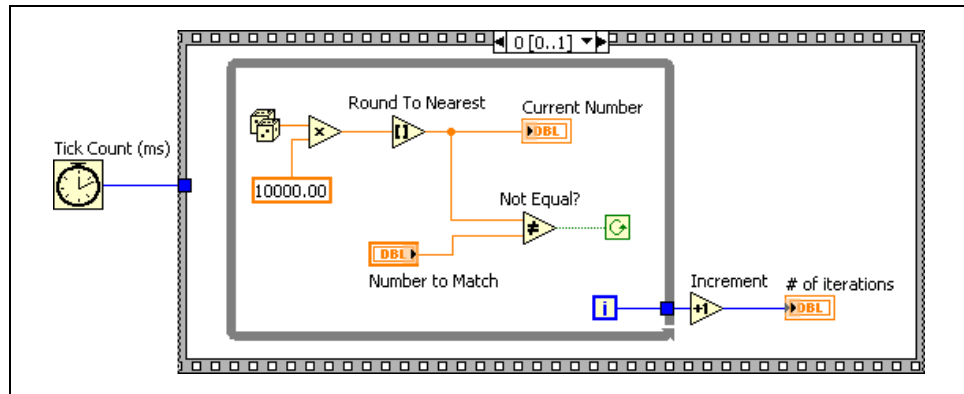 0 [0..1]
Round To Nearest
Current Number
×
[]
DBL
Tick Count (ms)
10000.00
Not Equal?
≠
DBL
Number to Match
i
Increment
# of iterations
+1
DBL